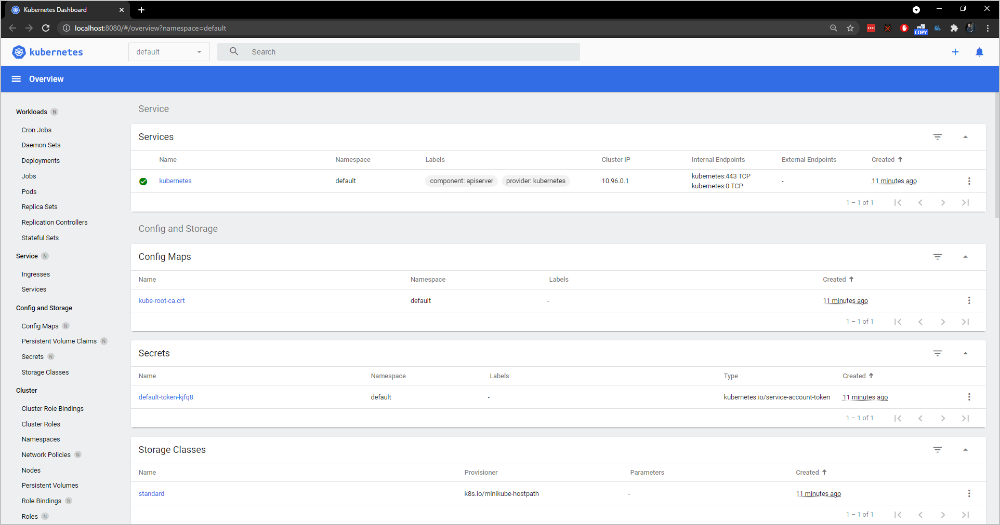 Kubernetes Dashboard
localhost:8080/#/overview?namespace=default
COPY
hls
kubernetes
default
Search
Overview
Workloads N
Cron Jobs
Daemon Sets
Deployments
Jobs
Pods
Replica Sets
Replication Controllers
Stateful Sets
Service N
Ingresses
Services
Config and Storage
Config Maps N
Persistent Volume Claims N
Secrets N
Storage Classes
Cluster
Cluster Role Bindings
Cluster Roles
Namespaces
Network Policies N
Nodes
Persistent Volumes
Role Bindings N
Roles N
Service
Services
Name Namespace Labels Cluster IP Internal Endpoints External Endpoints Created
kubernetes default component: apiserver provider: kubernetes 10.96.0.1 kubernetes:443 TCP - 11 minutes ago
kubernetes:0 TCP
1 – 1 of 1
Config and Storage
Config Maps
Name Namespace Labels Created
kube-root-ca.crt default - 11 minutes ago
1 – 1 of 1
Secrets
Name Namespace Labels Type Created
default-token-kjfq8 default - kubernetes.io/service-account-token 11 minutes ago
1 – 1 of 1
Storage Classes
Name Provisioner Parameters Created
standard k8s.io/minikube-hostpath - 11 minutes ago
1 – 1 of 1